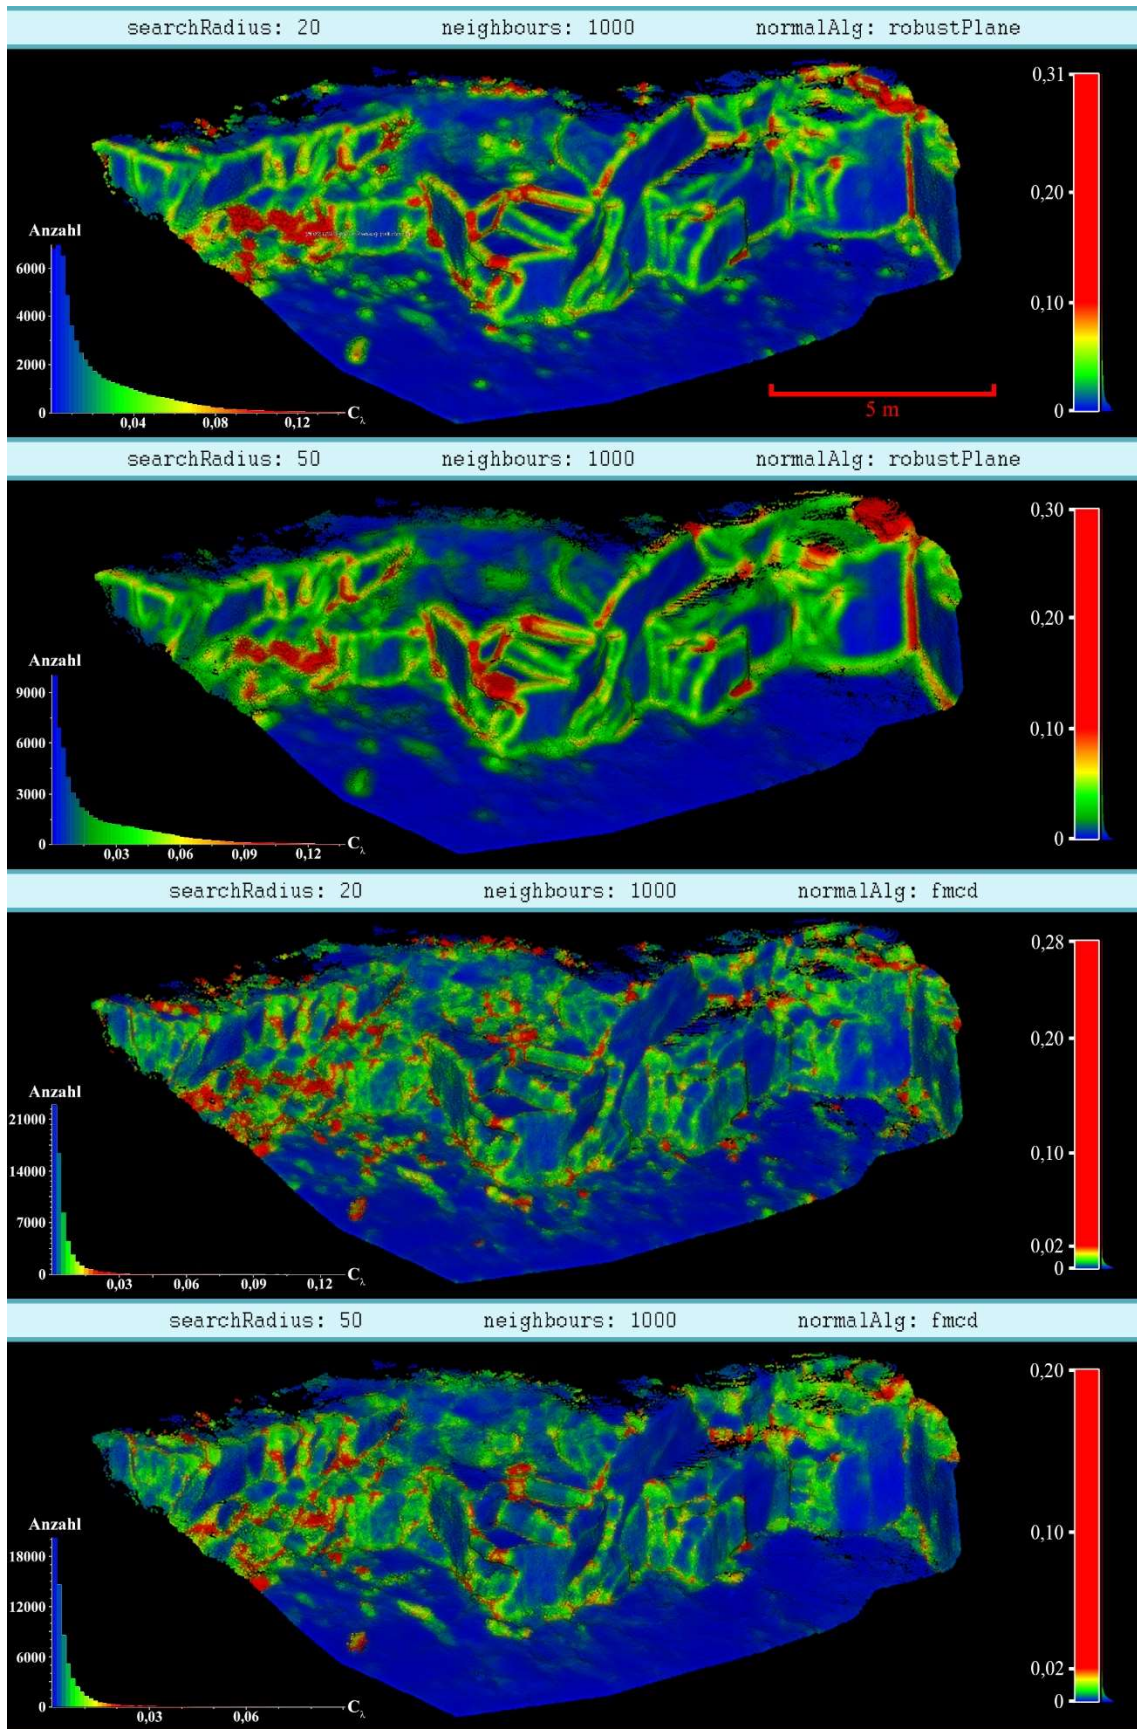 searchRadius: 20 neighbours: 1000 normalAlg: robustPlane
0,31
0,20
0,10
0
Anzahl
6000
4000
2000
0
0,04 0,08 0,12 Cλ
5 m
searchRadius: 50 neighbours: 1000 normalAlg: robustPlane
0,30
0,20
0,10
0
Anzahl
9000
6000
3000
0
0,03 0,06 0,09 0,12 Cλ
searchRadius: 20 neighbours: 1000 normalAlg: fmcd
0,28
0,20
0,10
0,02
0
Anzahl
21000
14000
7000
0
0,03 0,06 0,09 0,12 Cλ
searchRadius: 50 neighbours: 1000 normalAlg: fmcd
0,20
0,10
0,02
0
Anzahl
18000
12000
6000
0
0,03 0,06 Cλ